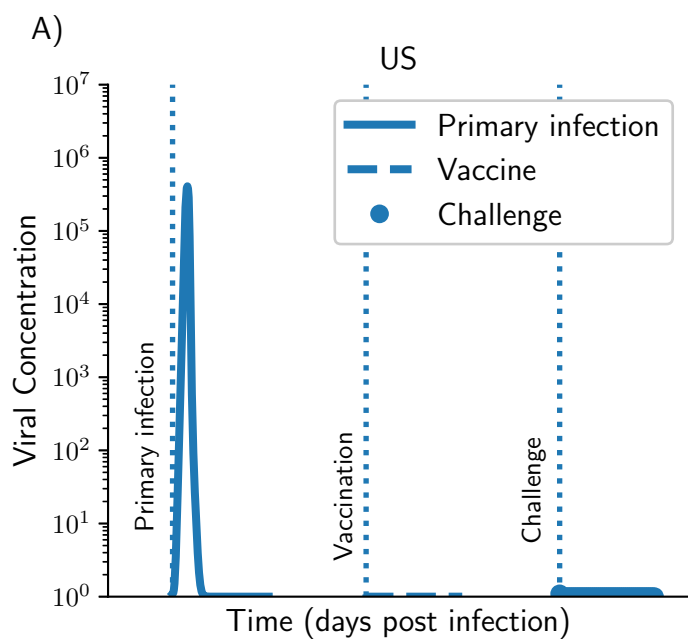 A)
US
10^7
10^6
10^5
10^4
10^3
10^2
10^1
10^0
Viral Concentration
Primary infection
Vaccine
Challenge
Primary infection
Vaccination
Challenge
Time (days post infection)